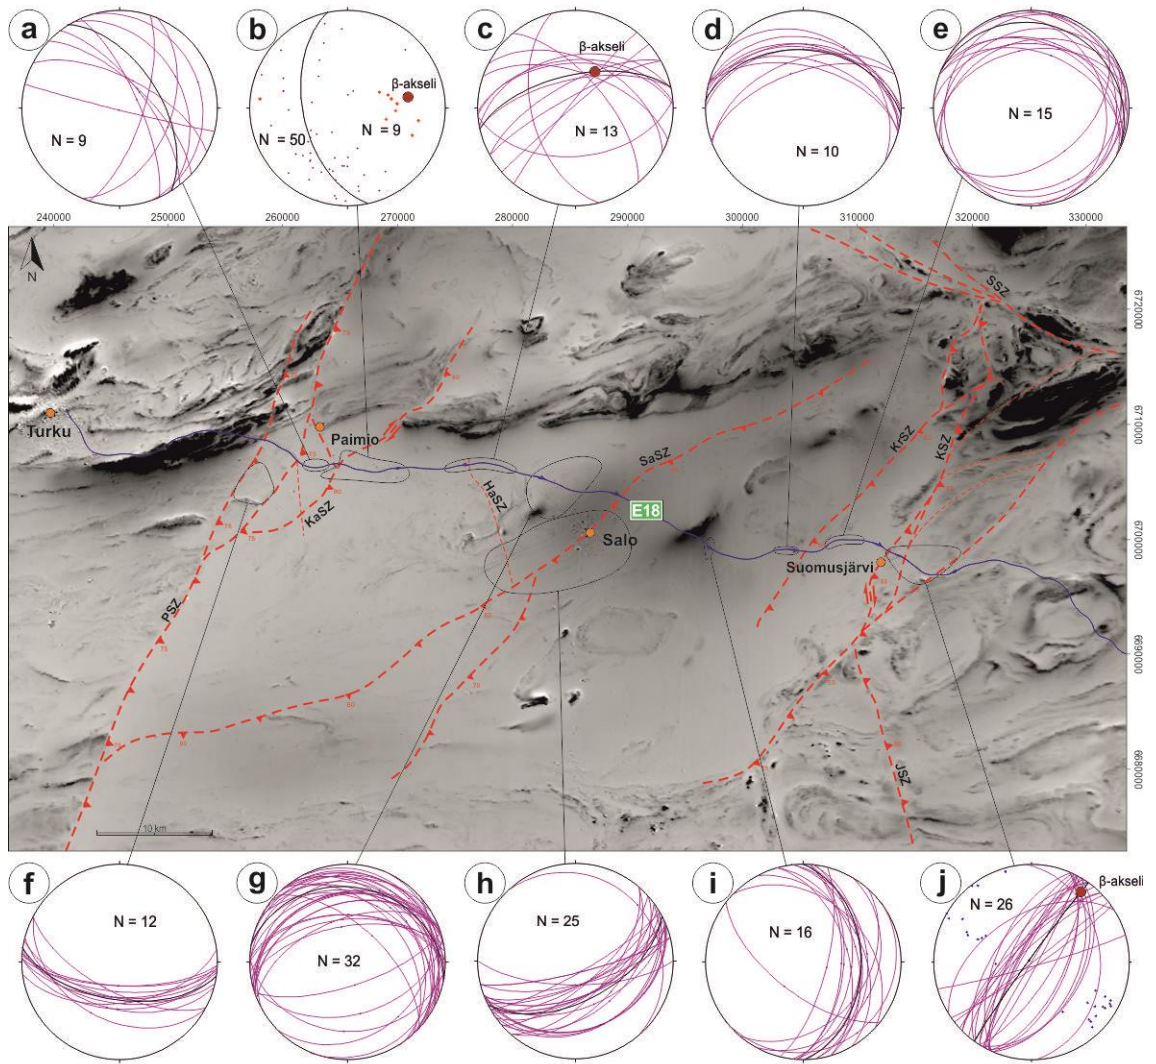 a
b
c
d
e
β-akseli
β-akseli
N = 9
N = 50
N = 9
N = 13
N = 10
N = 15
240000
250000
260000
270000
280000
290000
300000
310000
320000
330000
N
SSZ
6720000
Turku
Paimio
6710000
KaSZ
HaSZ
SaSZ
KrSZ
KSZ
E18
Salo
6700000
Suomusjärvi
PSZ
6690000
JSZ
6680000
10 km
f
g
h
i
j
β-akseli
N = 12
N = 32
N = 25
N = 16
N = 26